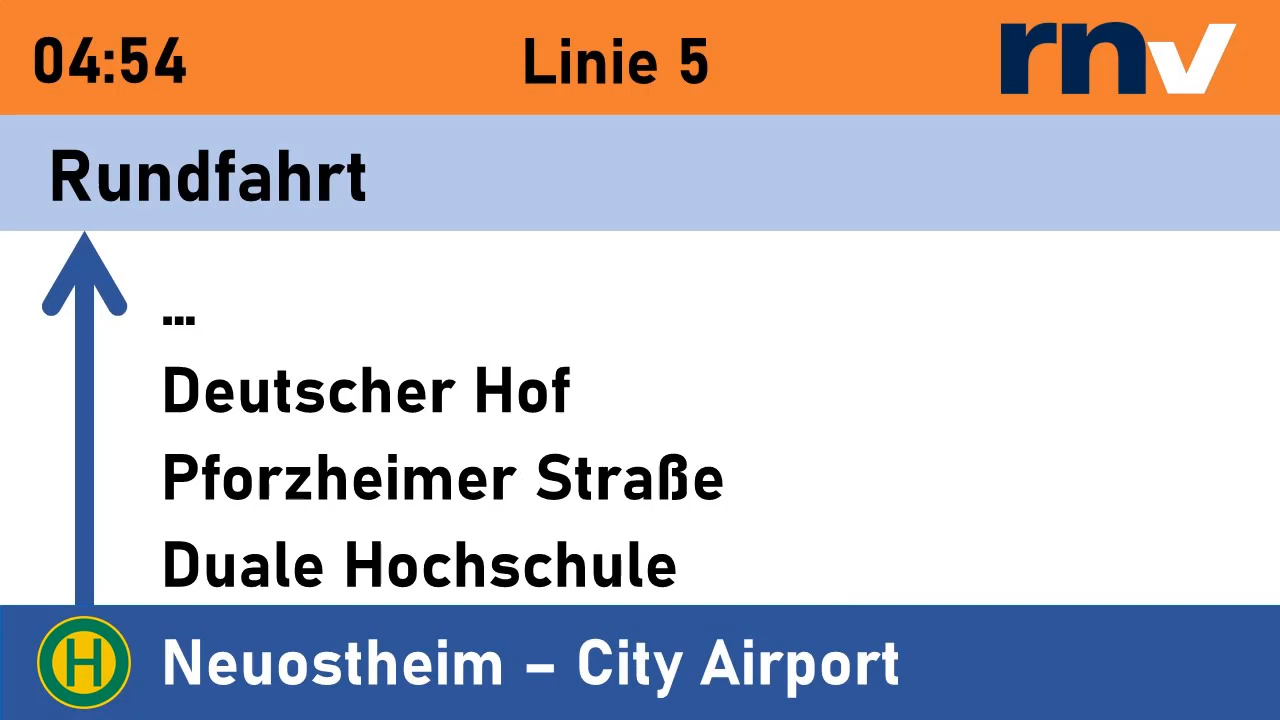 04:54 Linie 5 rnv
Rundfahrt
...
Deutscher Hof
Pforzheimer Straße
Duale Hochschule
H Neuostheim – City Airport